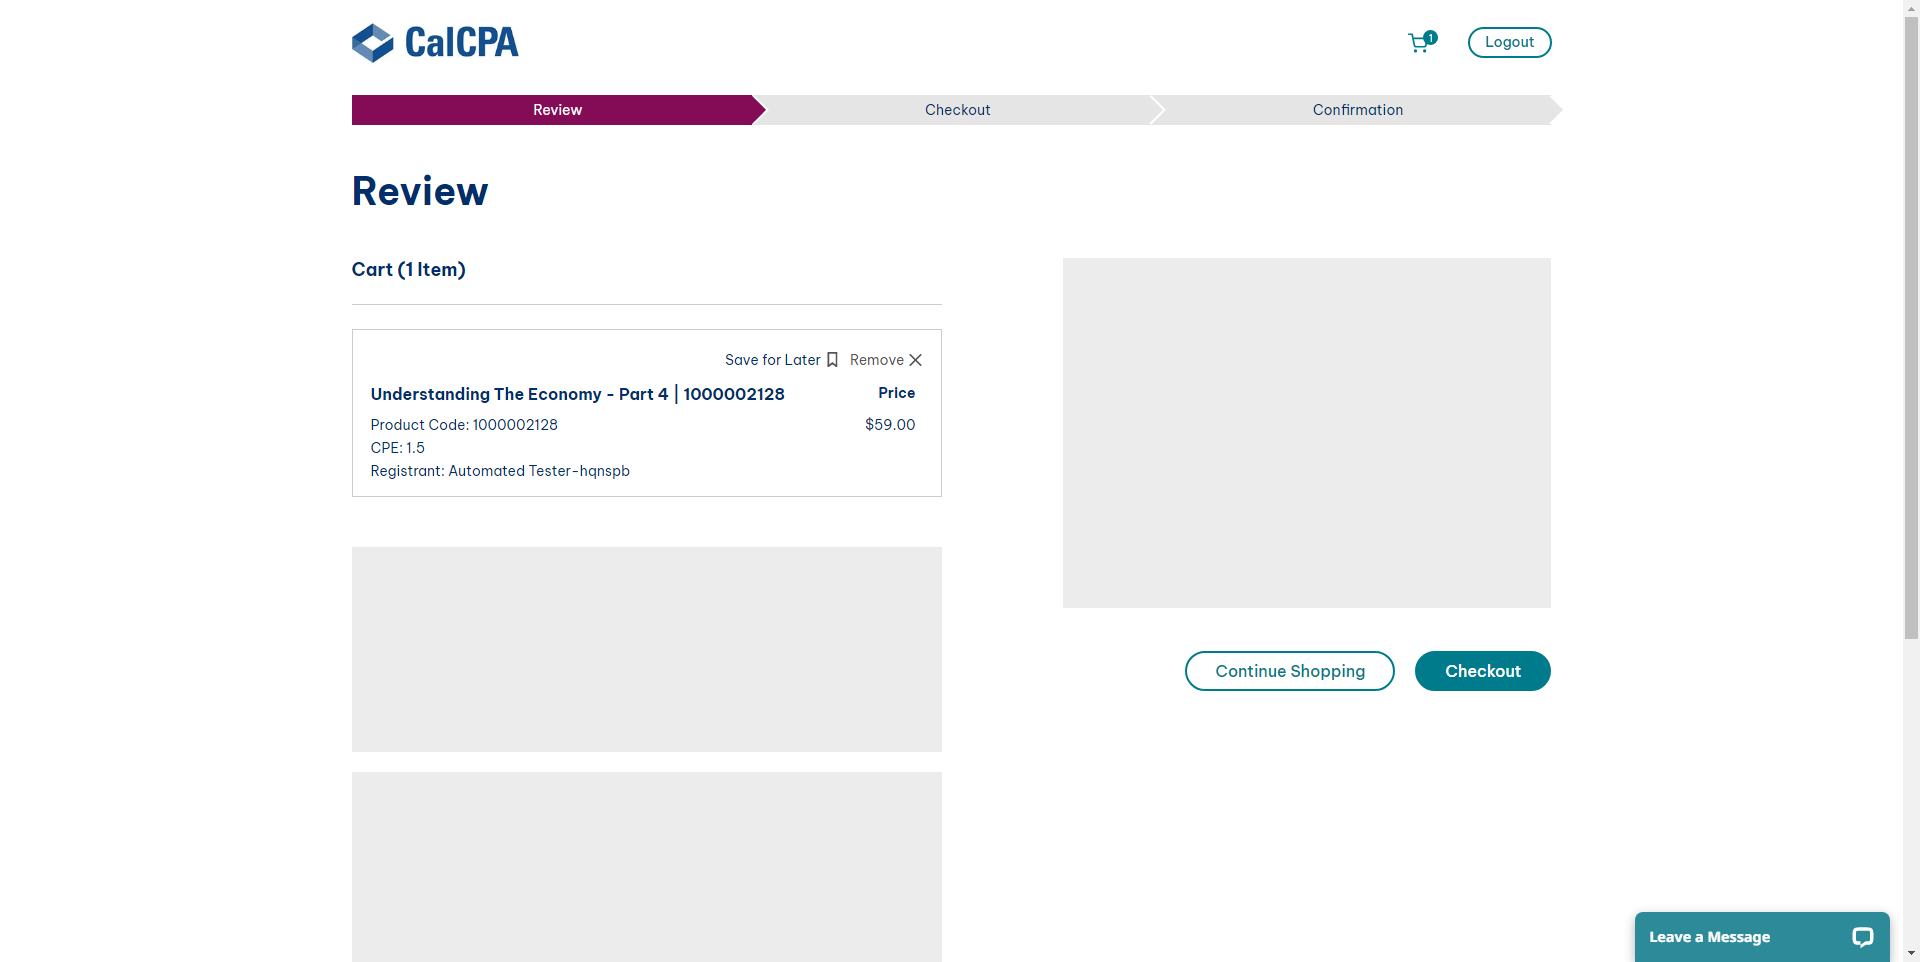 CalCPA
1
Logout
Review
Checkout
Confirmation
Review
Cart (1 Item)
Save for Later
Remove
Understanding The Economy - Part 4 | 1000002128
Price
Product Code: 1000002128
$59.00
CPE: 1.5
Registrant: Automated Tester-hqnspb
Continue Shopping
Checkout
Leave a Message